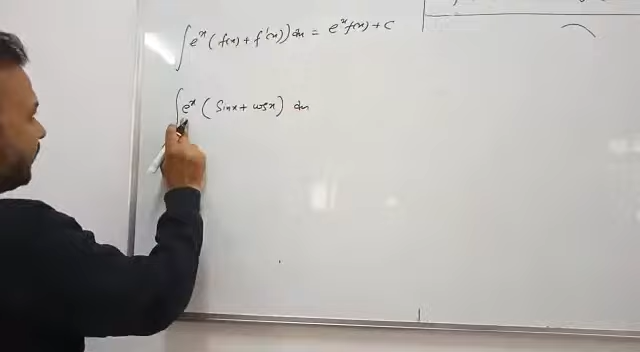 ∫ e^x ( f(x) + f'(x) ) dx = e^x f(x) + C
∫ e^x ( Sinx + cosx ) dx